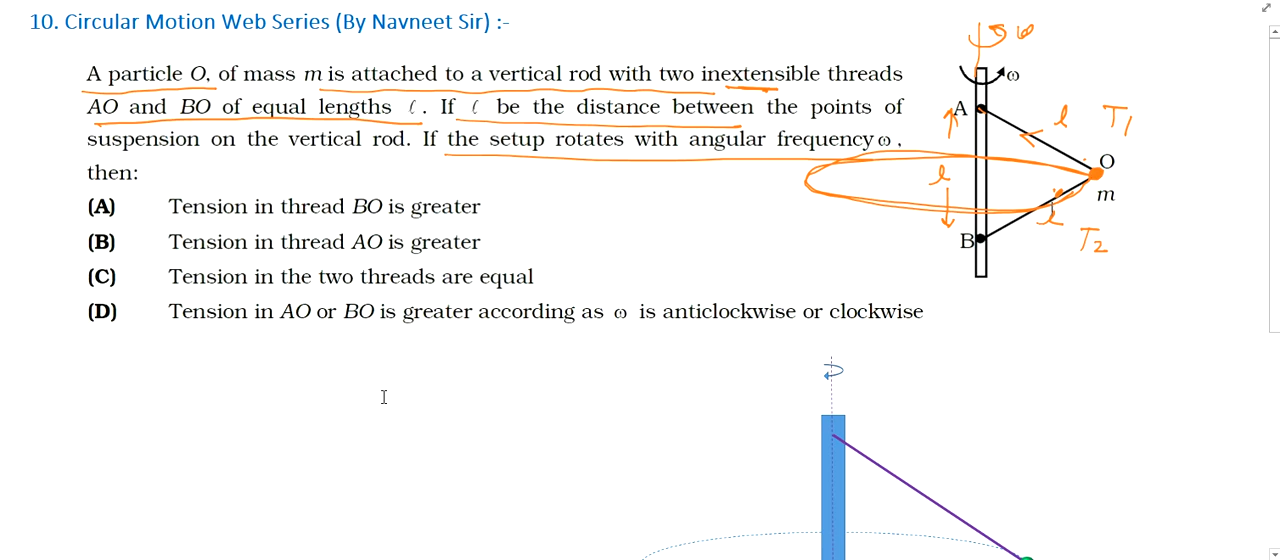 10. Circular Motion Web Series (By Navneet Sir) :-
A particle O, of mass m is attached to a vertical rod with two inextensible threads
AO and BO of equal lengths ℓ. If ℓ be the distance between the points of
suspension on the vertical rod. If the setup rotates with angular frequency ω,
then:
(A) Tension in thread BO is greater
(B) Tension in thread AO is greater
(C) Tension in the two threads are equal
(D) Tension in AO or BO is greater according as ω is anticlockwise or clockwise
ω
ω
A
l
T1
O
l
m
l
B
T2